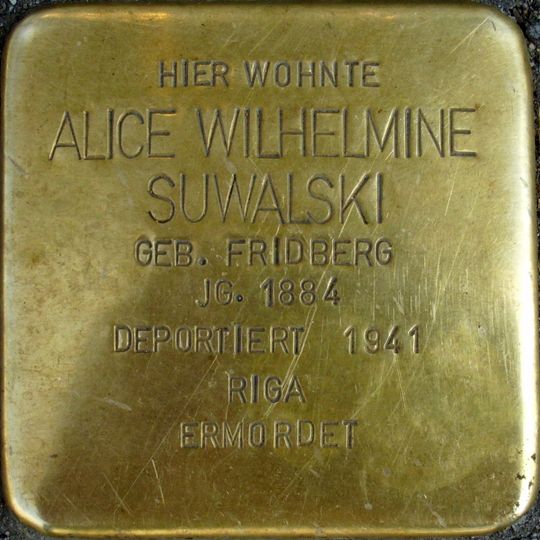 HIER WOHNTE
ALICE WILHELMINE
SUWALSKI
GEB. FRIDBERG
JG. 1884
DEPORTIERT 1941
RIGA
ERMORDET